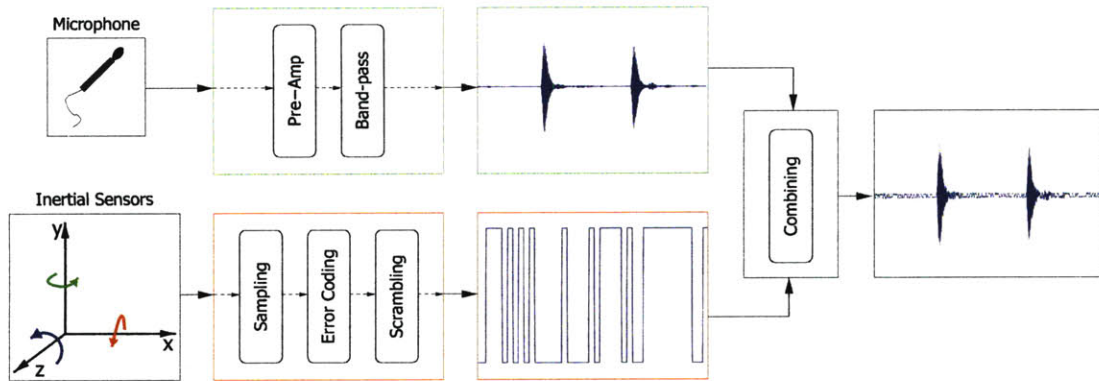 Microphone
Pre-Amp
Band-pass
Combining
Inertial Sensors
y
x
z
Sampling
Error Coding
Scrambling